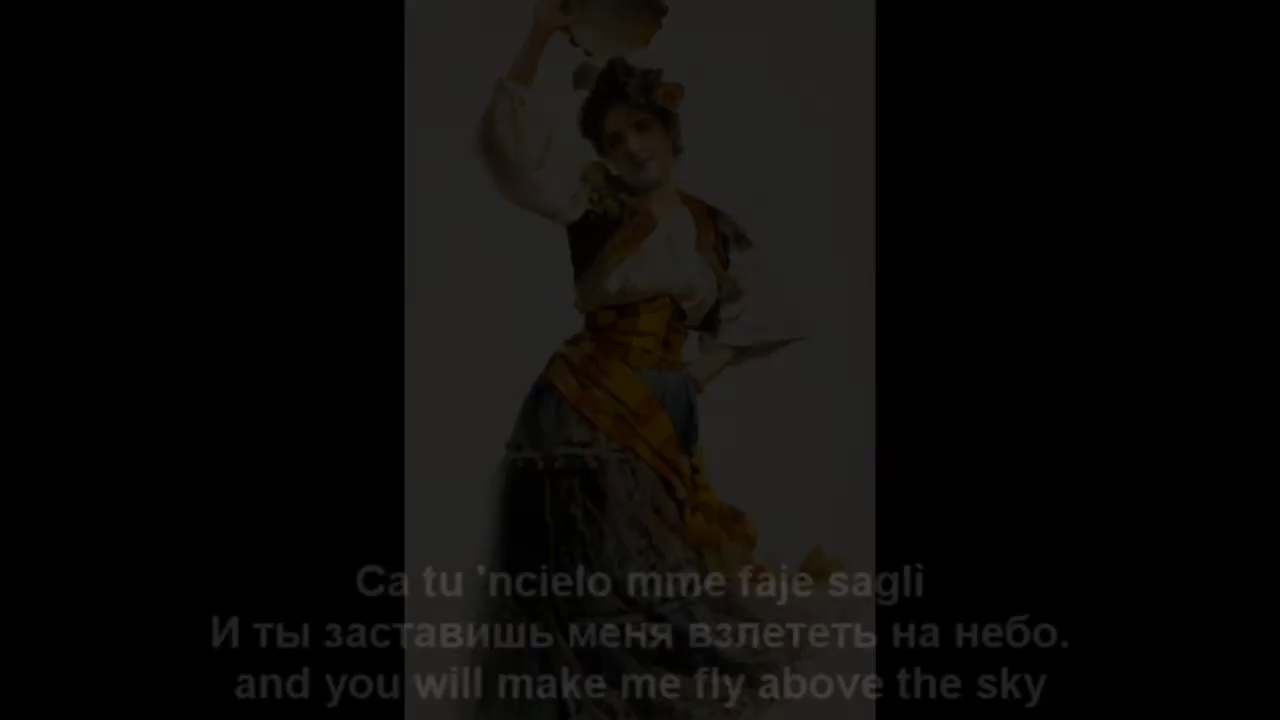 Ca tu 'ncielo mme faje saglì
И ты заставишь меня взлететь на небо.
and you will make me fly above the sky